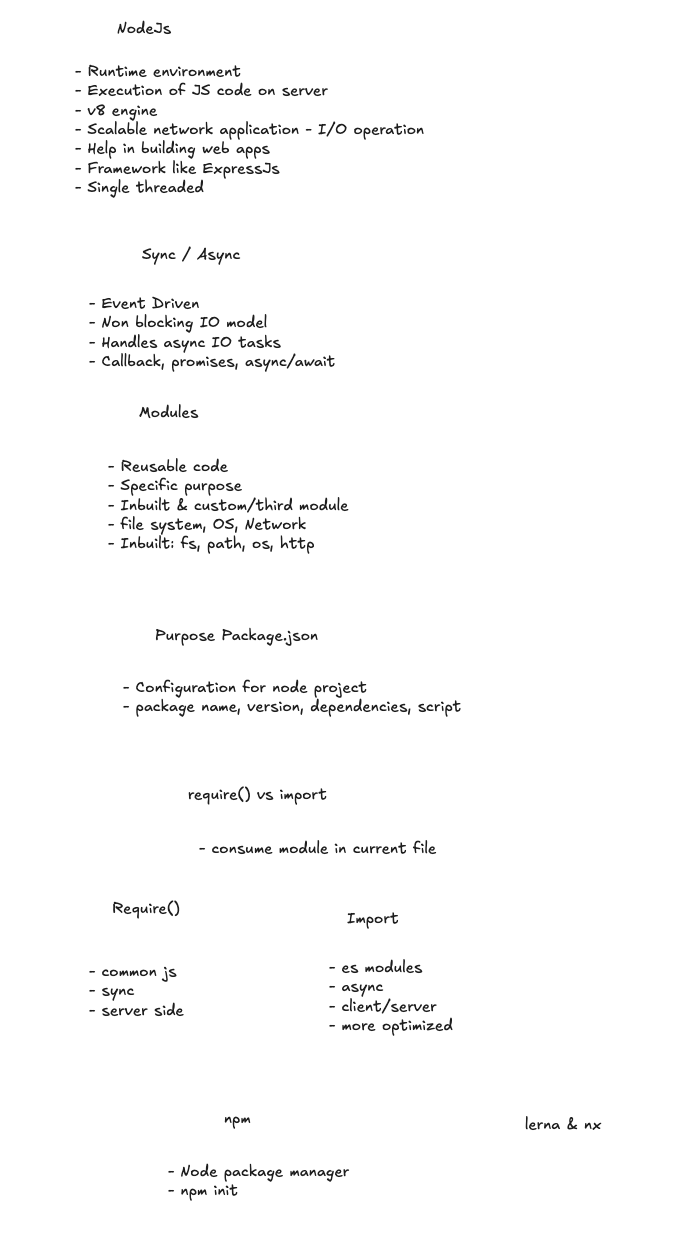 NodeJs
- Runtime environment
- Execution of JS code on server
- v8 engine
- Scalable network application - I/O operation
- Help in building web apps
- Framework like ExpressJs
- Single threaded
Sync / Async
- Event Driven
- Non blocking IO model
- Handles async IO tasks
- Callback, promises, async/await
Modules
- Reusable code
- Specific purpose
- Inbuilt & custom/third module
- file system, OS, Network
- Inbuilt: fs, path, os, http
Purpose Package.json
- Configuration for node project
- package name, version, dependencies, script
require() vs import
- consume module in current file
Require()
- common js
- sync
- server side
Import
- es modules
- async
- client/server
- more optimized
npm
- Node package manager
- npm init
lerna & nx